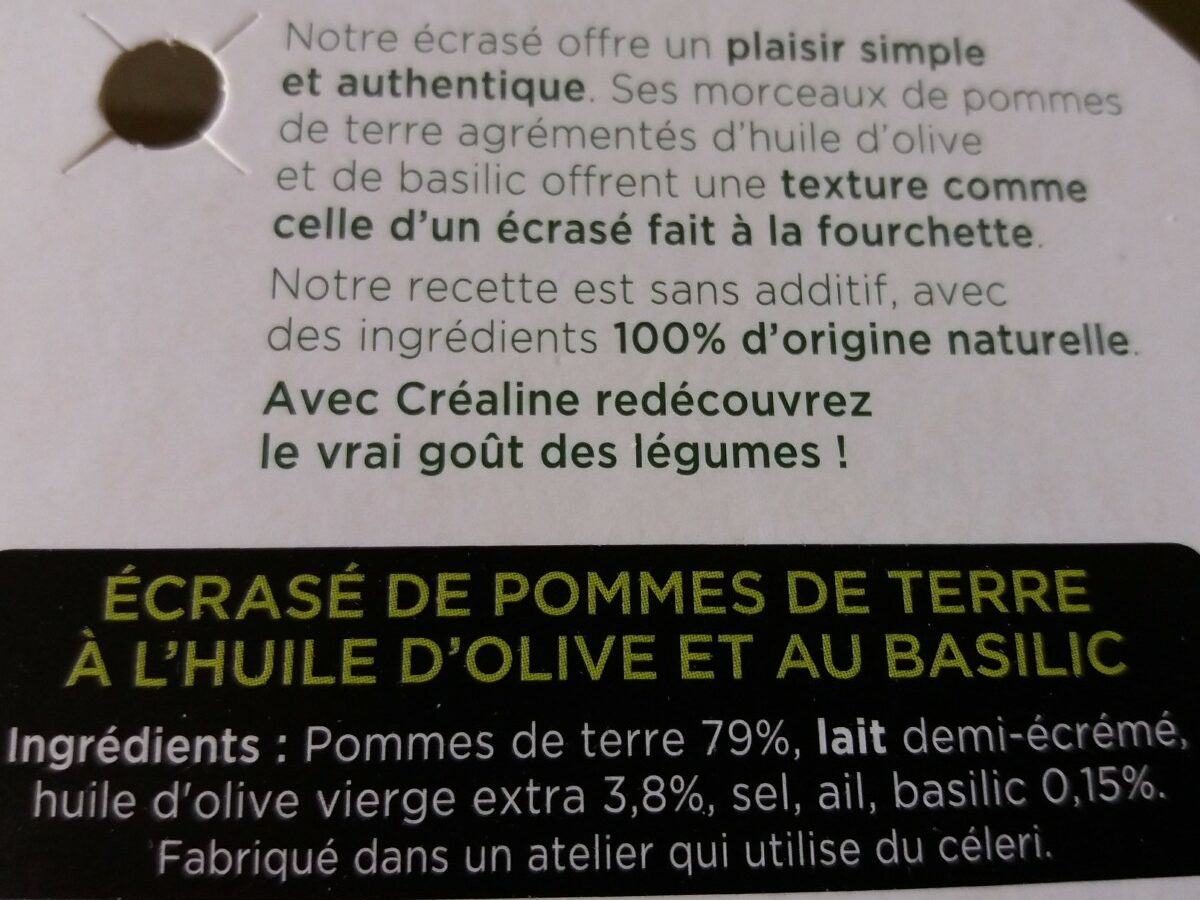 Notre écrasé offre un plaisir simple
et authentique. Ses morceaux de pommes
de terre agrémentés d'huile d'olive
et de basilic offrent une texture comme
celle d'un écrasé fait à la fourchette.
Notre recette est sans additif, avec
des ingrédients 100% d'origine naturelle.
Avec Créaline redécouvrez
le vrai goût des légumes !
ÉCRASÉ DE POMMES DE TERRE
À L'HUILE D'OLIVE ET AU BASILIC
Ingrédients : Pommes de terre 79%, lait demi-écrémé,
huile d'olive vierge extra 3,8%, sel, ail, basilic 0,15%.
Fabriqué dans un atelier qui utilise du céleri.